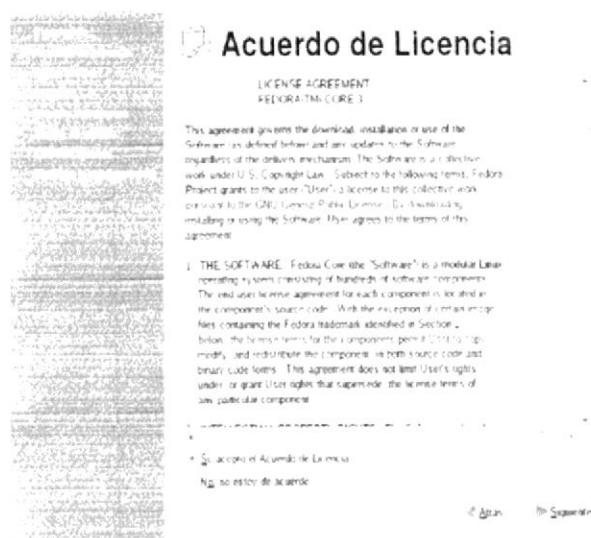 Acuerdo de Licencia
LICENSE AGREEMENT
FEDORA(TM) CORE 3
This agreement governs the download, installation or use of the
Software (as defined below) and any updates to the Software,
regardless of the delivery mechanism. The Software is a collective
work under U.S. Copyright Law. Subject to the following terms, Fedora
Project grants to the user ("User") a license to this collective work
pursuant to the GNU General Public License. By downloading,
installing or using the Software, User agrees to the terms of this
agreement.
1. THE SOFTWARE. Fedora Core (the "Software") is a modular Linux
operating system consisting of hundreds of software components.
The end user license agreement for each component is located in
the component's source code. With the exception of certain image
files containing the Fedora trademark identified in Section 2
below, the license terms for the components permit User to copy,
modify, and redistribute the component, in both source code and
binary code forms. This agreement does not limit User's rights
under, or grant User rights that supersede, the license terms of
any particular component.
Sí, acepto el Acuerdo de Licencia
No, no estoy de acuerdo
Atrás Siguiente